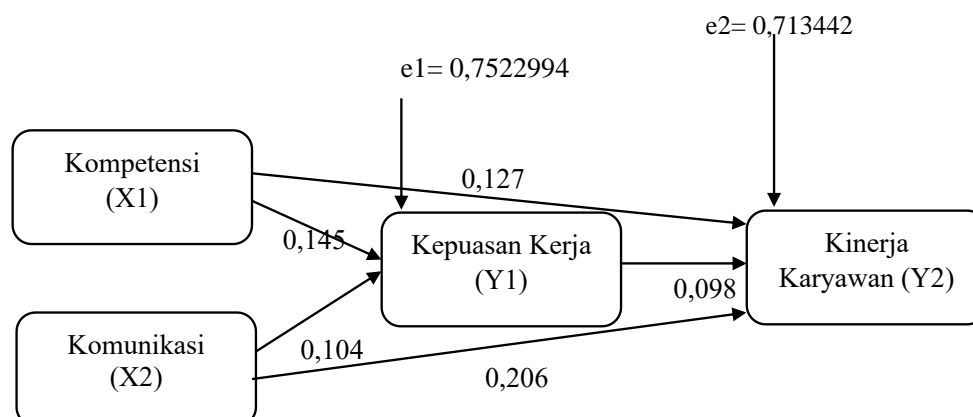 e2= 0,713442
e1= 0,7522994
Kompetensi
(X1)
0,127
0,145
Kepuasan Kerja
(Y1)
Kinerja
Karyawan (Y2)
0,098
Komunikasi
(X2)
0,104
0,206